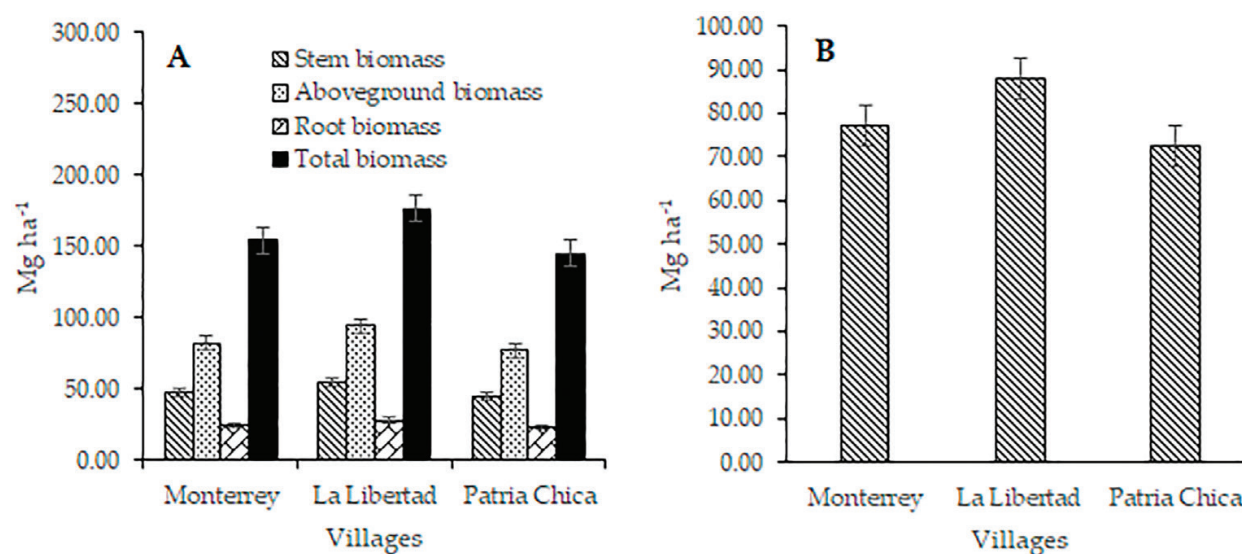 A
Stem biomass
Aboveground biomass
Root biomass
Total biomass
300.00
250.00
200.00
150.00
100.00
50.00
0.00
Mg ha⁻¹
Monterrey La Libertad Patria Chica
Villages
B
100.00
90.00
80.00
70.00
60.00
50.00
40.00
30.00
20.00
10.00
0.00
Mg ha⁻¹
Monterrey La Libertad Patria Chica
Villages